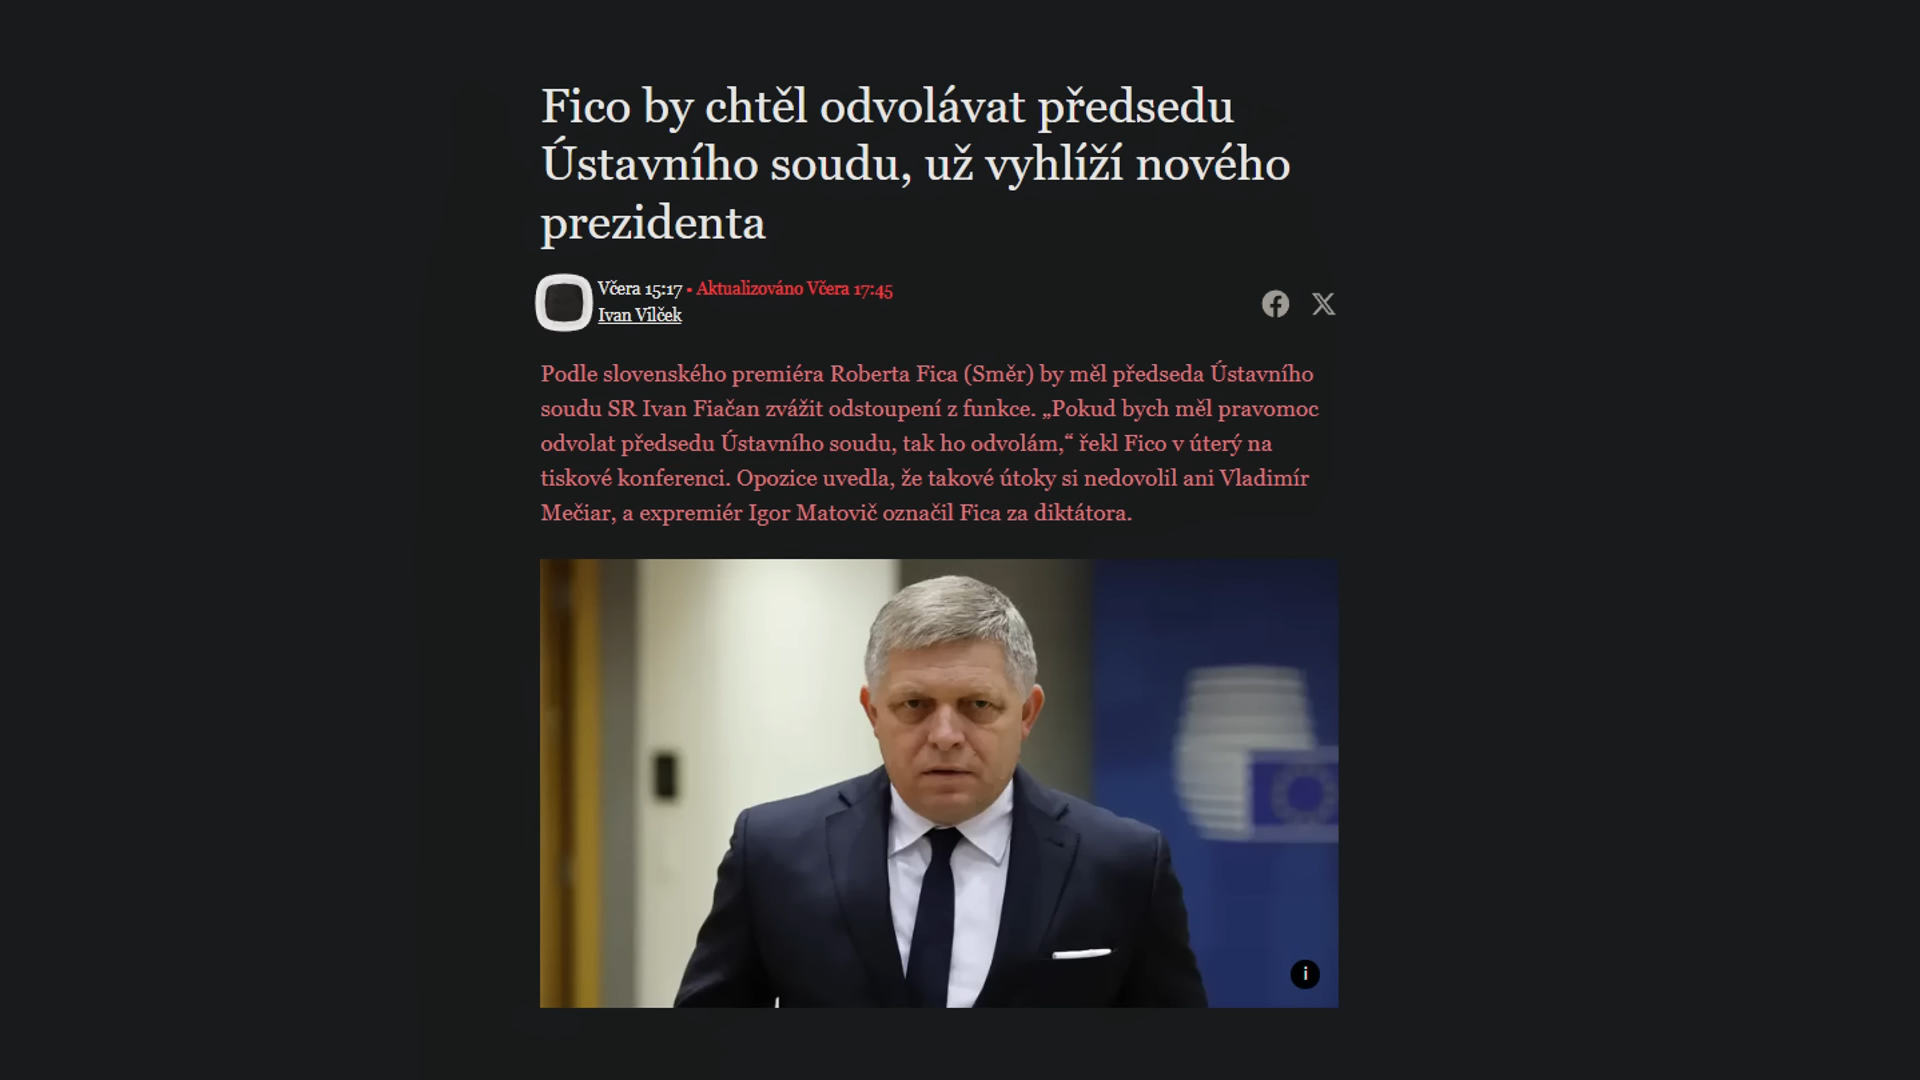 Fico by chtěl odvolávat předsedu
Ústavního soudu, už vyhlíží nového
prezidenta
Včera 15:17 • Aktualizováno Včera 17:45
Ivan Vilček
Podle slovenského premiéra Roberta Fica (Směr) by měl předseda Ústavního
soudu SR Ivan Fiačan zvážit odstoupení z funkce. „Pokud bych měl pravomoc
odvolat předsedu Ústavního soudu, tak ho odvolám,“ řekl Fico v úterý na
tiskové konferenci. Opozice uvedla, že takové útoky si nedovolil ani Vladimír
Mečiar, a expremiér Igor Matovič označil Fica za diktátora.
i